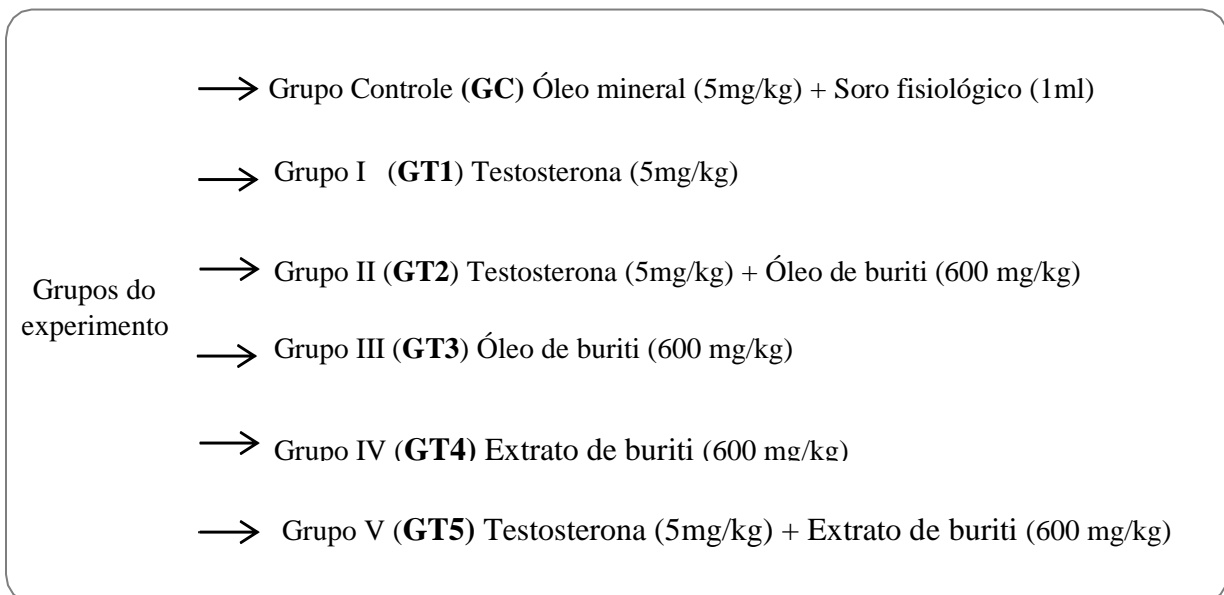 Grupo Controle (GC) Óleo mineral (5mg/kg) + Soro fisiológico (1ml)
Grupo I (GT1) Testosterona (5mg/kg)
Grupo II (GT2) Testosterona (5mg/kg) + Óleo de buriti (600 mg/kg)
Grupos do
experimento
Grupo III (GT3) Óleo de buriti (600 mg/kg)
Grupo IV (GT4) Extrato de buriti (600 mg/kg)
Grupo V (GT5) Testosterona (5mg/kg) + Extrato de buriti (600 mg/kg)